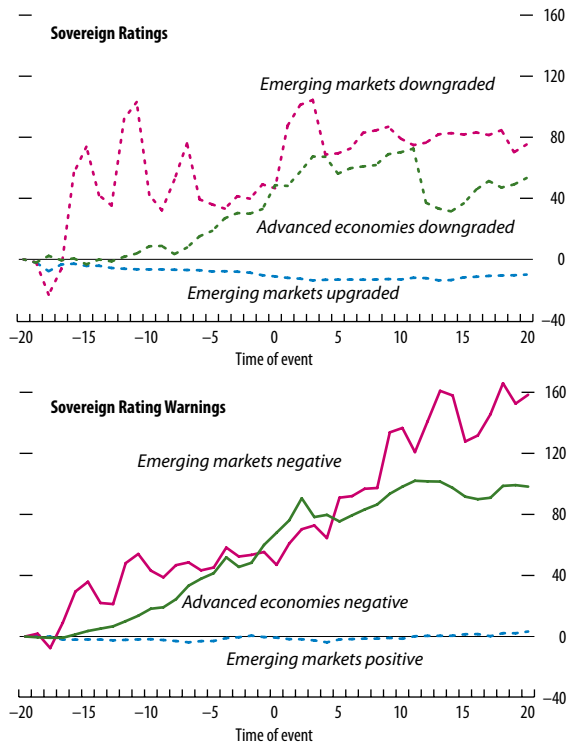 Sovereign Ratings
160
120
80
40
0
−40
Emerging markets downgraded
Advanced economies downgraded
Emerging markets upgraded
−20 −15 −10 −5 0 5 10 15 20
Time of event
Sovereign Rating Warnings
160
120
80
40
0
−40
Emerging markets negative
Advanced economies negative
Emerging markets positive
−20 −15 −10 −5 0 5 10 15 20
Time of event